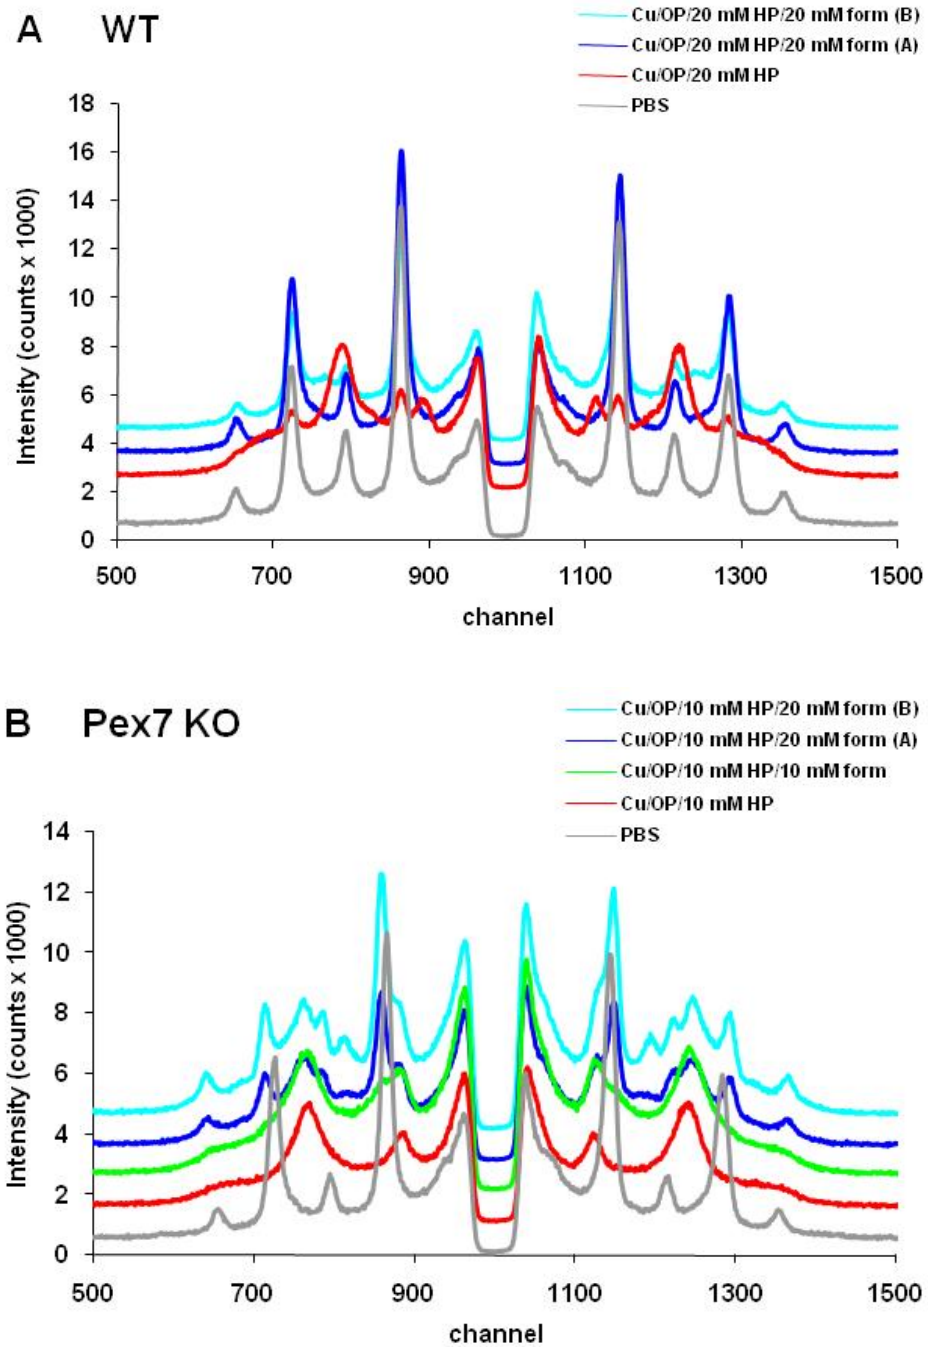 A WT
Cu/OP/20 mM HP/20 mM form (B)
Cu/OP/20 mM HP/20 mM form (A)
Cu/OP/20 mM HP
PBS
18
16
14
12
10
8
6
4
2
0
Intensity (counts x 1000)
500 700 900 1100 1300 1500
channel
B Pex7 KO
Cu/OP/10 mM HP/20 mM form (B)
Cu/OP/10 mM HP/20 mM form (A)
Cu/OP/10 mM HP/10 mM form
Cu/OP/10 mM HP
PBS
14
12
10
8
6
4
2
0
Intensity (counts x 1000)
500 700 900 1100 1300 1500
channel